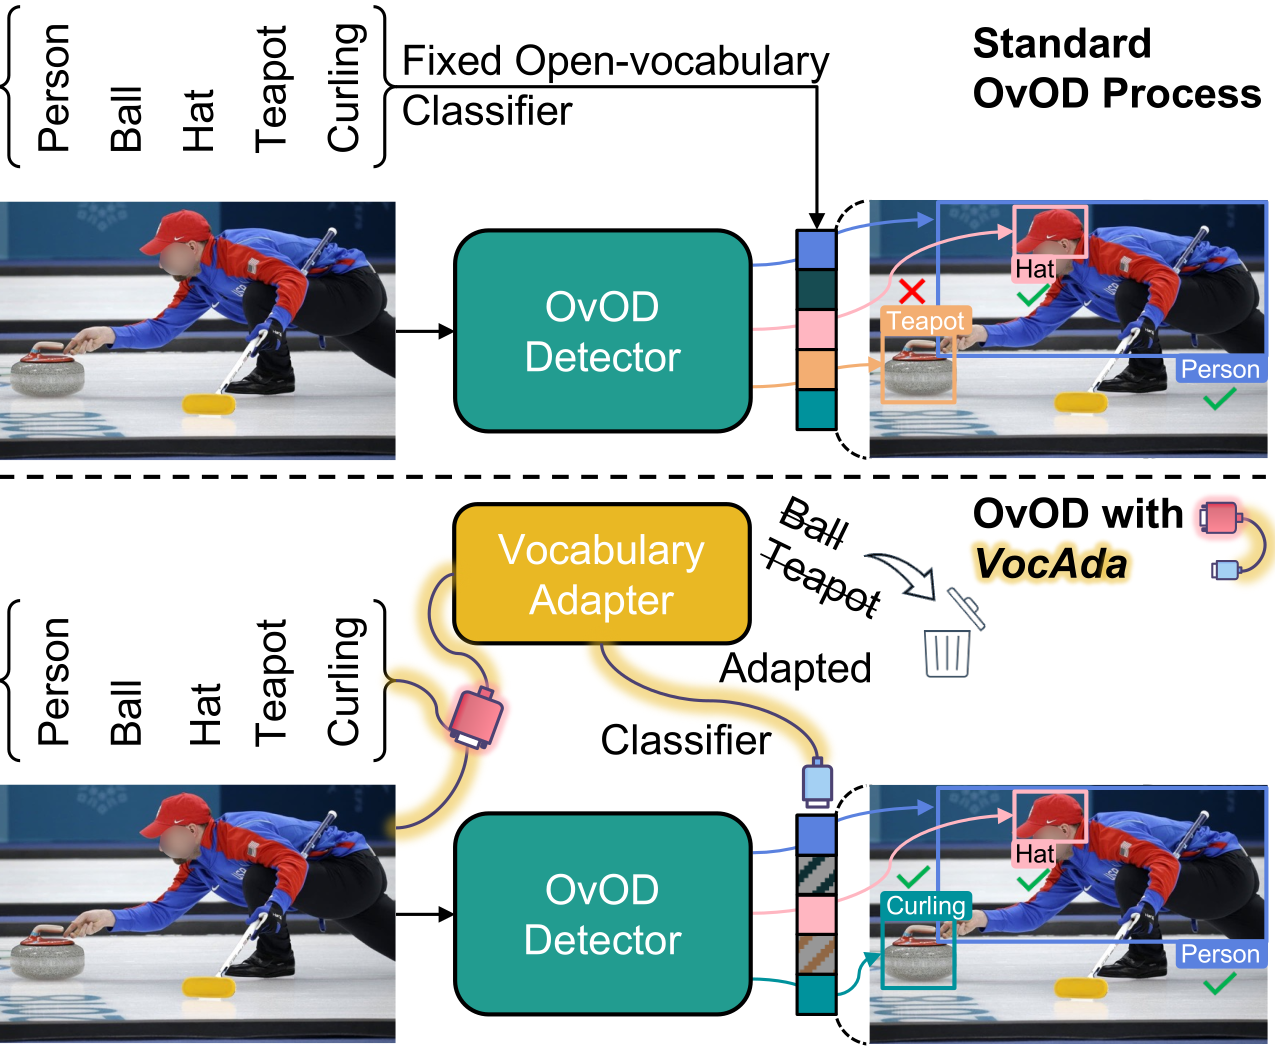 Person
Ball
Hat
Teapot
Curling
Fixed Open-vocabulary
Classifier
Standard
OvOD Process
OvOD
Detector
Hat
Teapot
Person
Vocabulary
Adapter
Ball
Teapot
OvOD with
VocAda
Person
Ball
Hat
Teapot
Curling
Adapted
Classifier
OvOD
Detector
Hat
Curling
Person